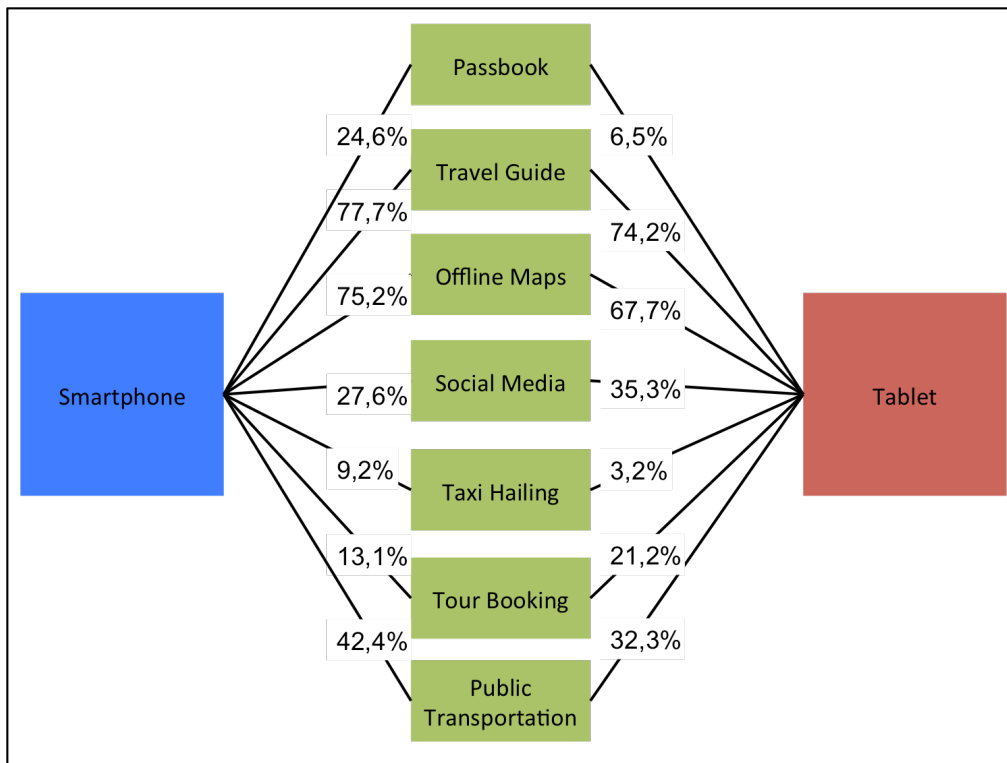 Passbook
24,6%
6,5%
Travel Guide
77,7%
74,2%
Offline Maps
75,2%
67,7%
Smartphone
Social Media
Tablet
27,6%
35,3%
9,2%
3,2%
Taxi Hailing
13,1%
21,2%
Tour Booking
42,4%
32,3%
Public
Transportation